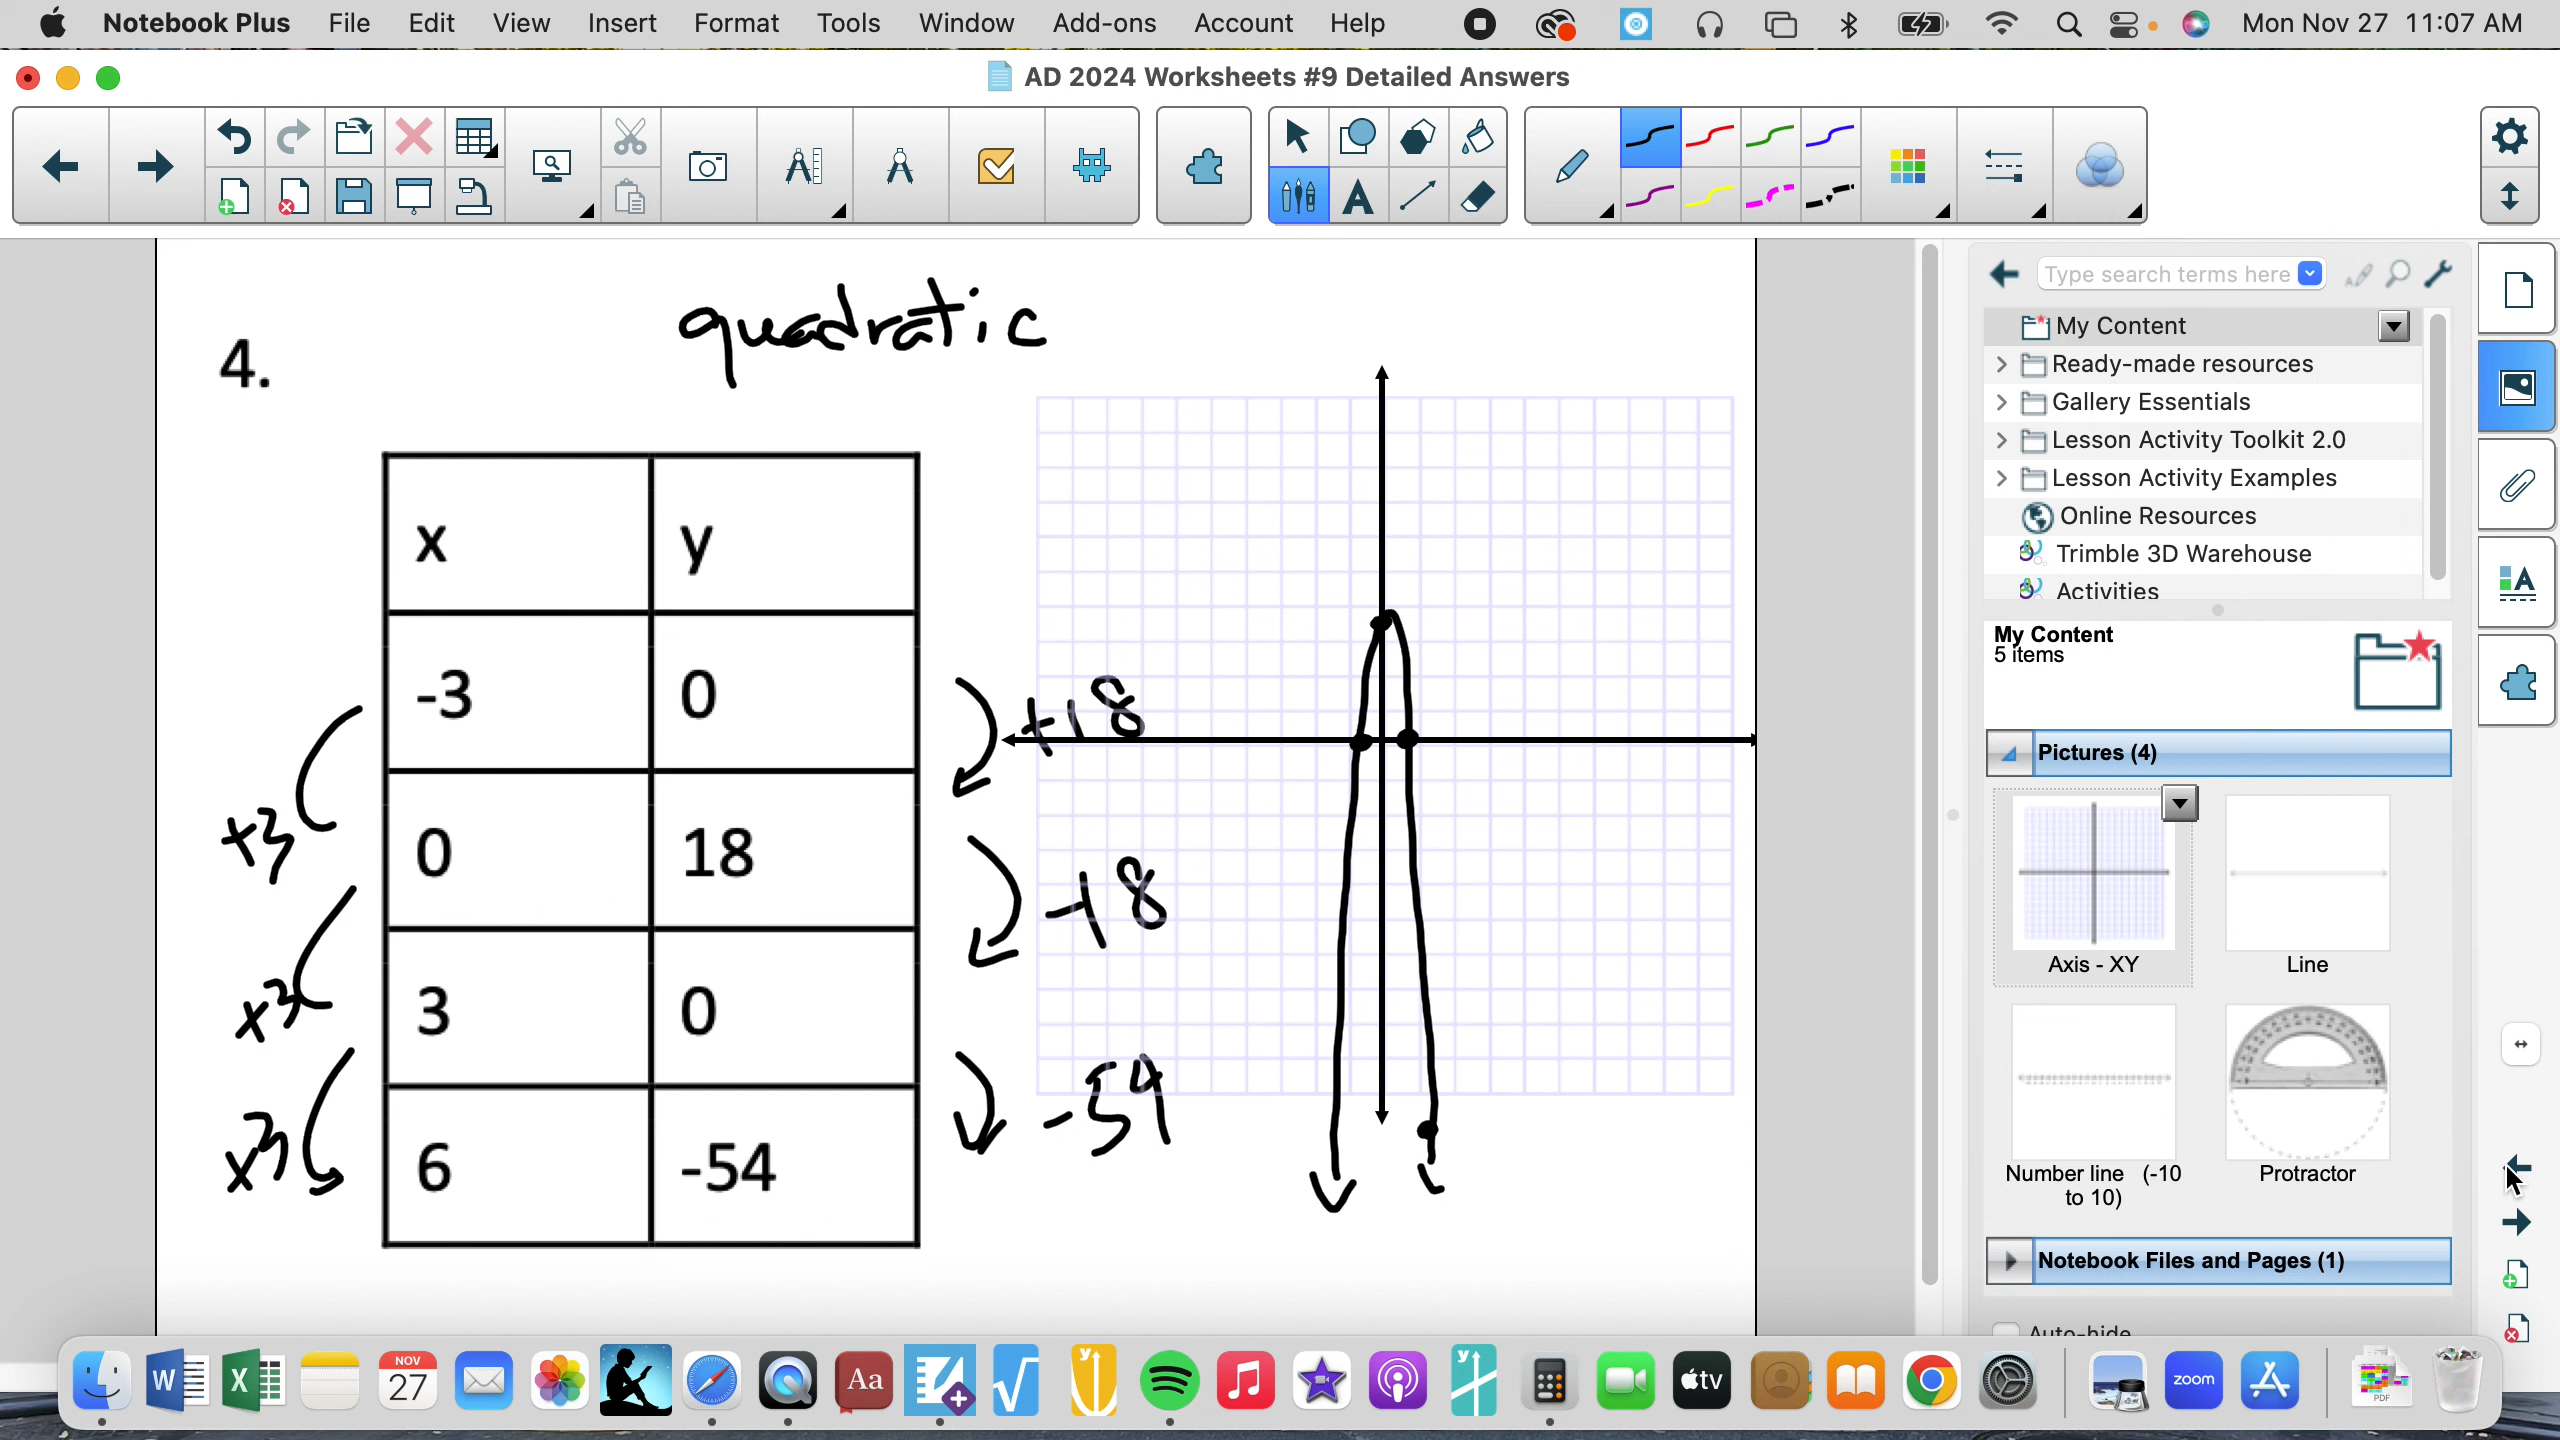 Notebook Plus File Edit View Insert Format Tools Window Add-ons Account Help Mon Nov 27 11:07 AM
AD 2024 Worksheets #9 Detailed Answers
Type search terms here
My Content
Ready-made resources
Gallery Essentials
Lesson Activity Toolkit 2.0
Lesson Activity Examples
Online Resources
Trimble 3D Warehouse
Activities
My Content
5 items
Pictures (4)
Axis - XY
Line
Number line (-10
to 10)
Protractor
Notebook Files and Pages (1)
Auto-hide
quadratic
4.
x y
-3 0
+18
+3
0 18
-18
x3
3 0
-54
x3
6 -54
NOV
27
Aa
tv
zoom
PDF